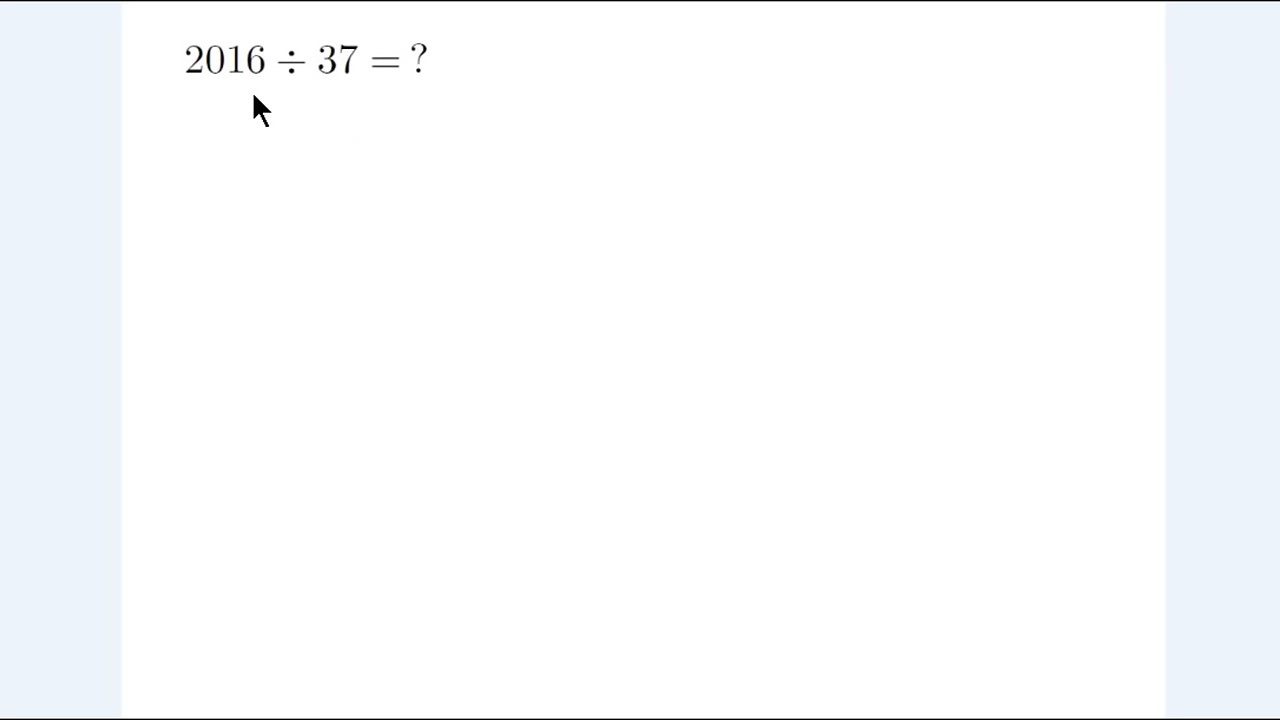 2016 ÷ 37 = ?